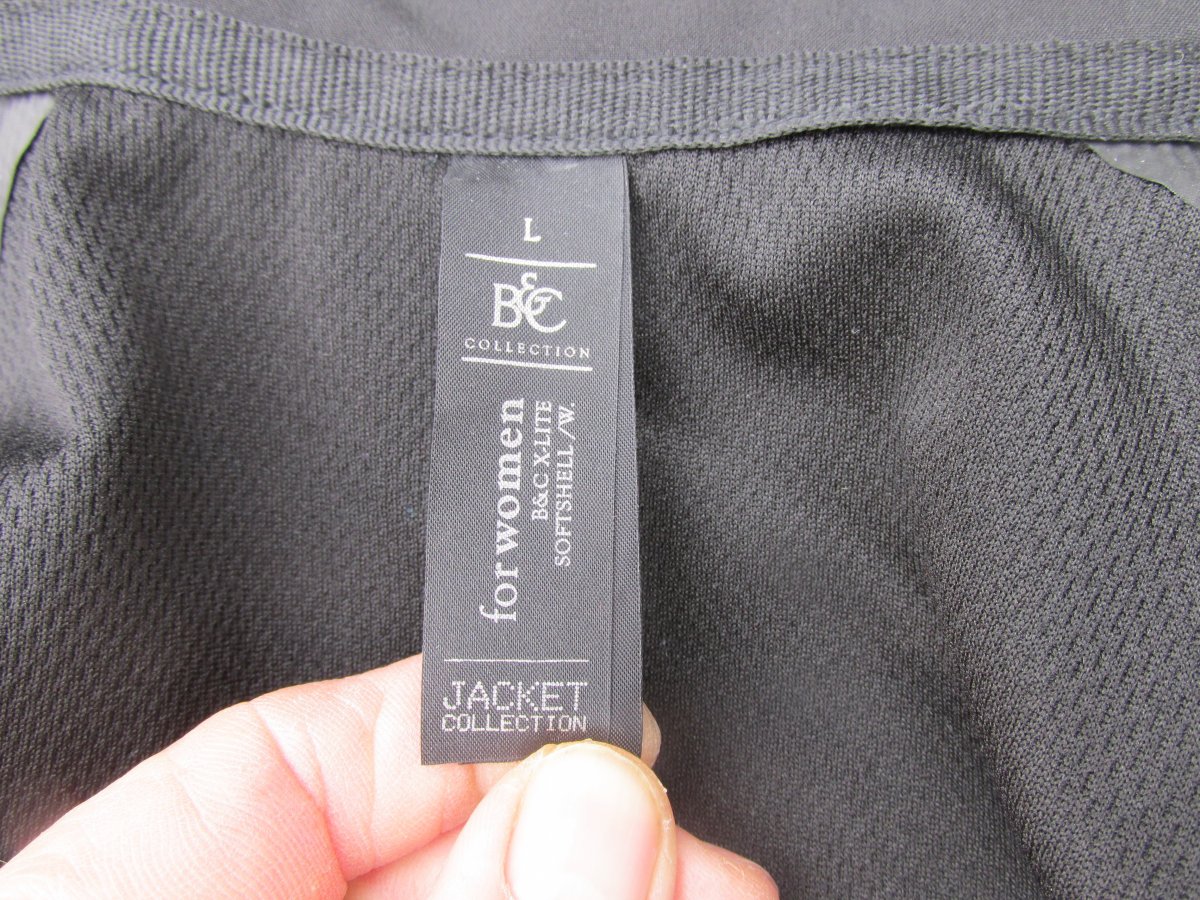 L
B&C
COLLECTION
for women
B&C X-LITE
SOFTSHELL /W.
JACKET
COLLECTION